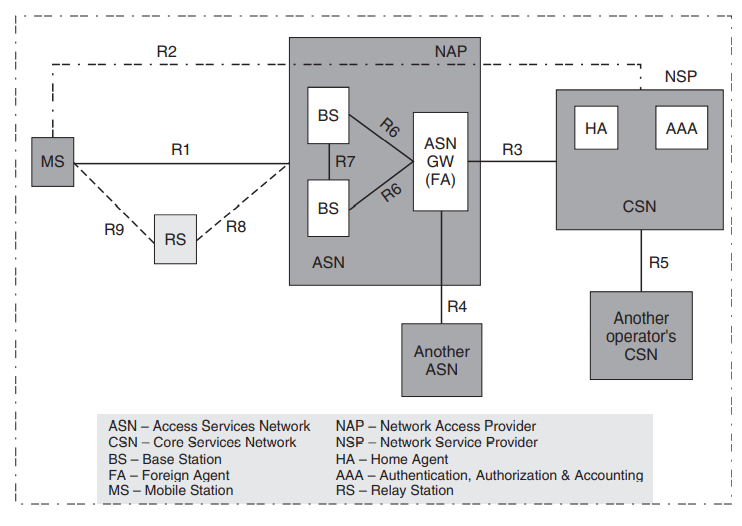 R2
NAP
NSP
BS
R6
HA
AAA
ASN
GW
(FA)
R1
R7
R3
MS
R6
BS
CSN
R9
RS
R8
ASN
R5
R4
Another
operator's
CSN
Another
ASN
ASN – Access Services Network
NAP – Network Access Provider
CSN – Core Services Network
NSP – Network Service Provider
BS – Base Station
HA – Home Agent
FA – Foreign Agent
AAA – Authentication, Authorization & Accounting
MS – Mobile Station
RS – Relay Station